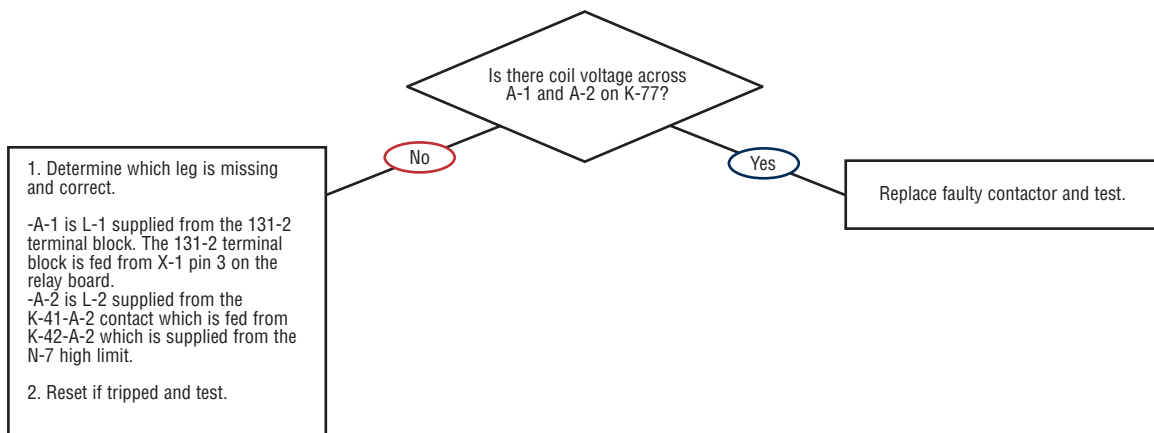 Is there coil voltage across
A-1 and A-2 on K-77?
No
Yes
1. Determine which leg is missing
and correct.
-A-1 is L-1 supplied from the 131-2
terminal block. The 131-2 terminal
block is fed from X-1 pin 3 on the
relay board.
-A-2 is L-2 supplied from the
K-41-A-2 contact which is fed from
K-42-A-2 which is supplied from the
N-7 high limit.
2. Reset if tripped and test.
Replace faulty contactor and test.